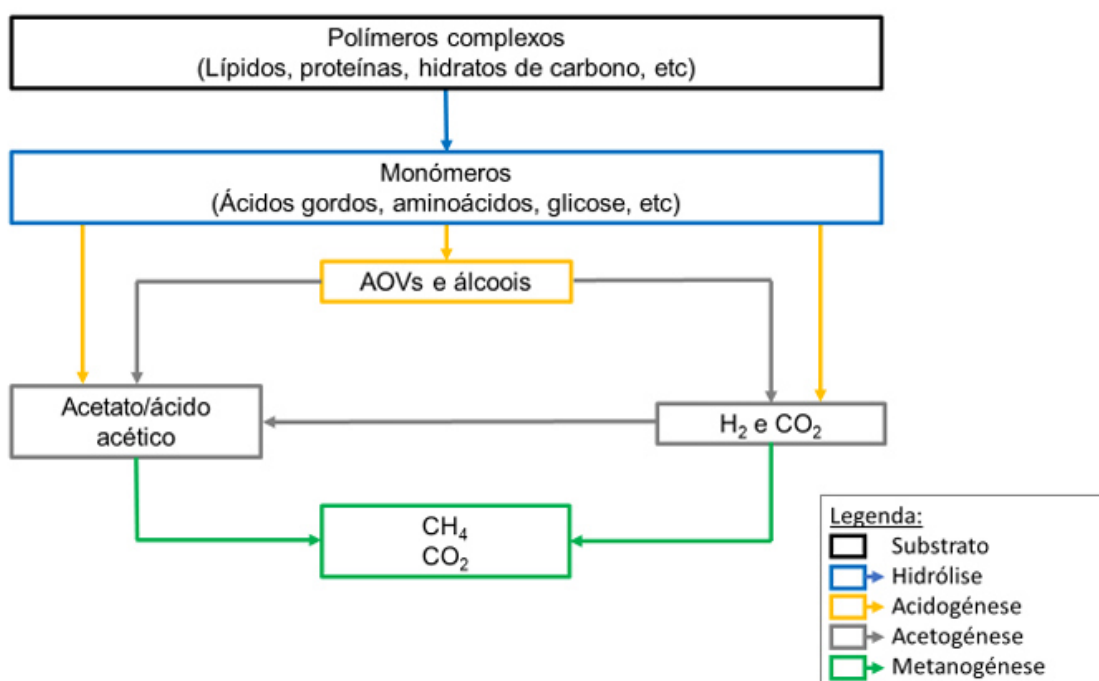 Polímeros complexos
(Lípidos, proteínas, hidratos de carbono, etc)
Monómeros
(Ácidos gordos, aminoácidos, glicose, etc)
AOVs e álcoois
Acetato/ácido
acético
H₂ e CO₂
CH₄
CO₂
Legenda:
Substrato
Hidrólise
Acidogénese
Acetogénese
Metanogénese